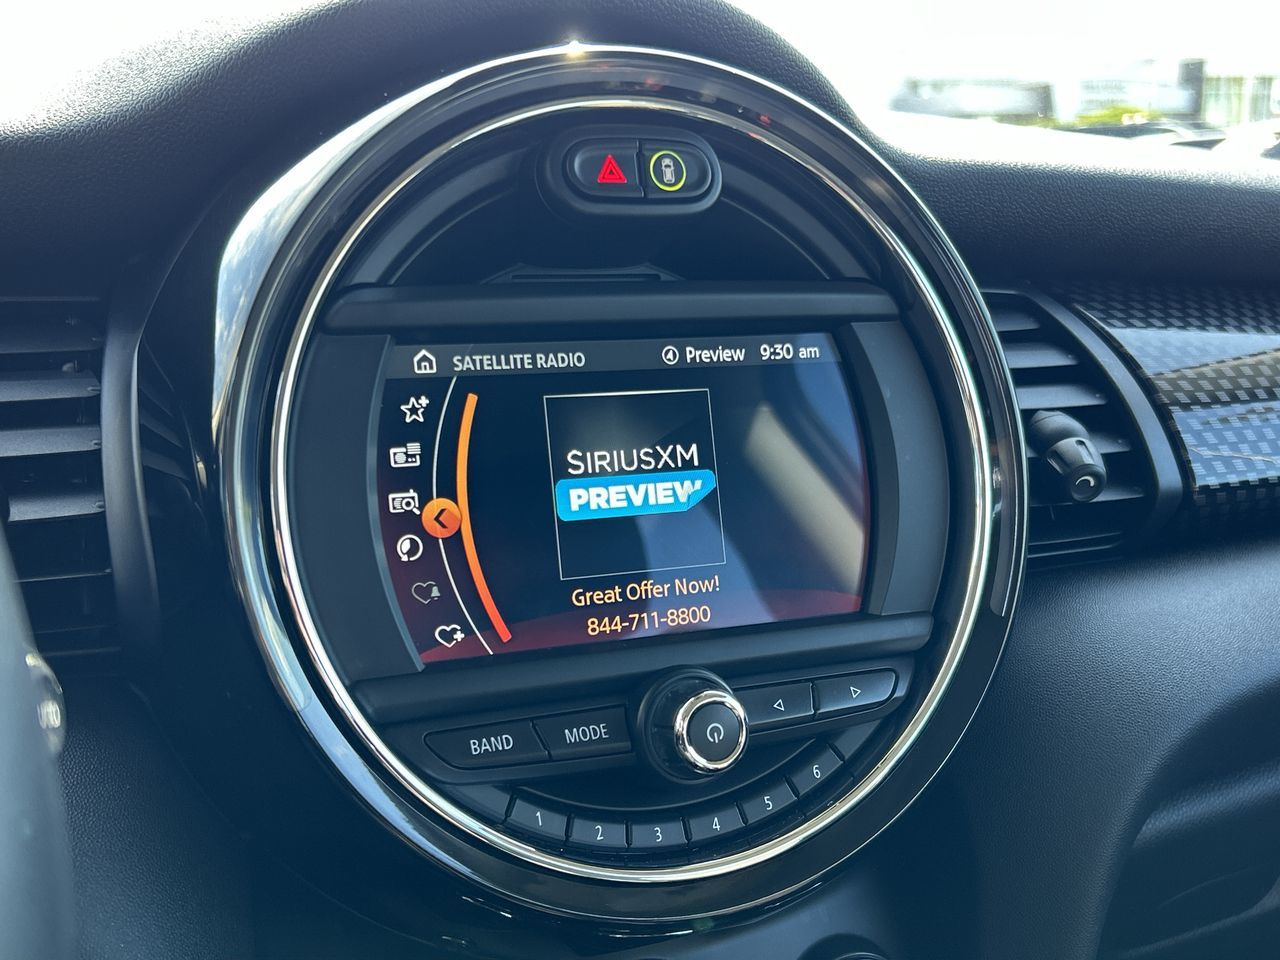 SATELLITE RADIO Preview 9:30 am
SIRIUSXM
PREVIEW
Great Offer Now!
844-711-8800
BAND MODE
1 2 3 4 5 6